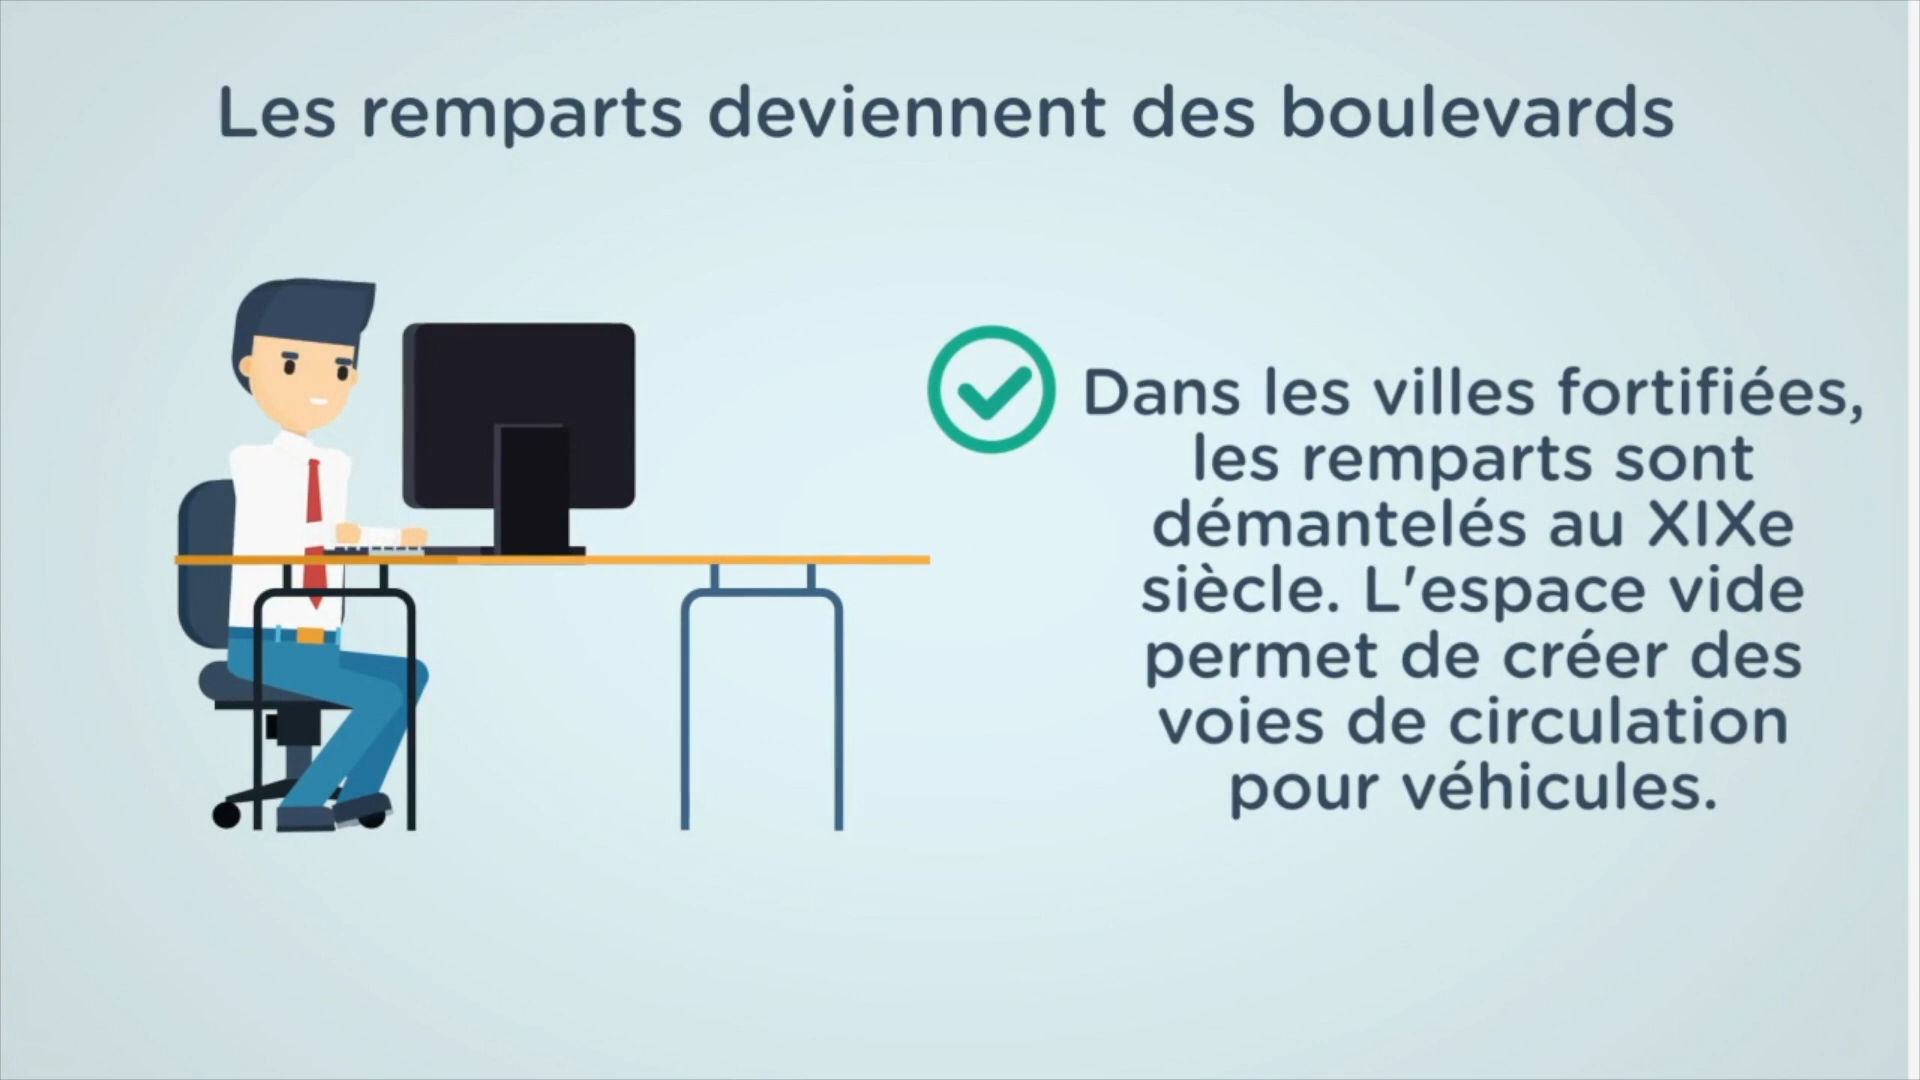 Les remparts deviennent des boulevards
Dans les villes fortifiées,
les remparts sont
démantelés au XIXe
siècle. L'espace vide
permet de créer des
voies de circulation
pour véhicules.